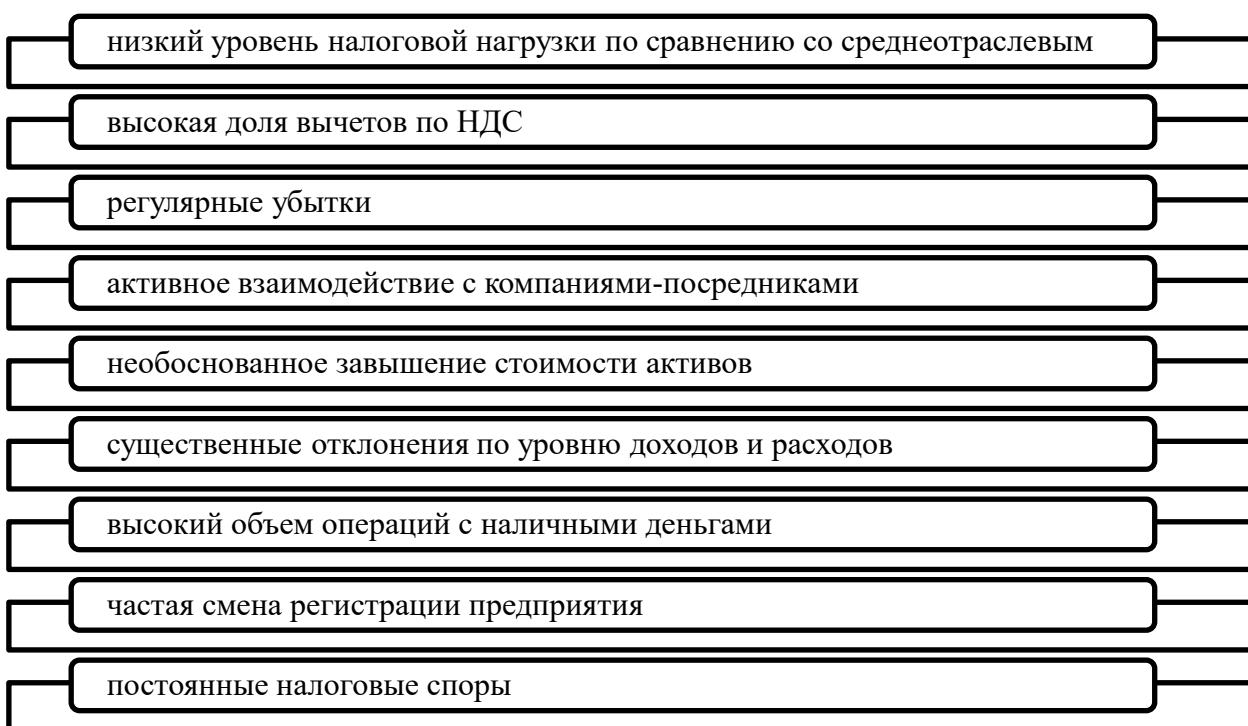 низкий уровень налоговой нагрузки по сравнению со среднеотраслевым
высокая доля вычетов по НДС
регулярные убытки
активное взаимодействие с компаниями-посредниками
необоснованное завышение стоимости активов
существенные отклонения по уровню доходов и расходов
высокий объем операций с наличными деньгами
частая смена регистрации предприятия
постоянные налоговые споры